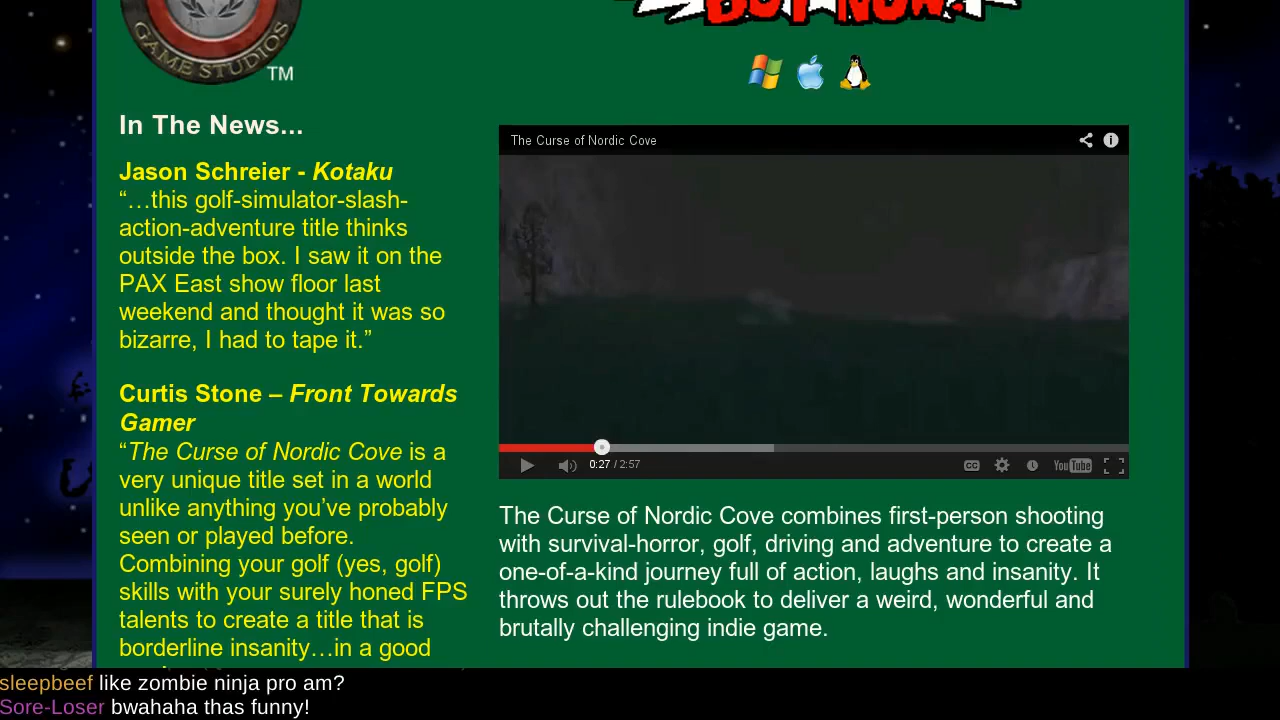 BUY NOW!
GAME STUDIOS
TM
In The News...
Jason Schreier - Kotaku
“…this golf-simulator-slash-
action-adventure title thinks
outside the box. I saw it on the
PAX East show floor last
weekend and thought it was so
bizarre, I had to tape it.”
Curtis Stone – Front Towards
Gamer
“The Curse of Nordic Cove is a
very unique title set in a world
unlike anything you’ve probably
seen or played before.
Combining your golf (yes, golf)
skills with your surely honed FPS
talents to create a title that is
borderline insanity…in a good
The Curse of Nordic Cove
0:27 / 2:57
CC
YouTube
The Curse of Nordic Cove combines first-person shooting
with survival-horror, golf, driving and adventure to create a
one-of-a-kind journey full of action, laughs and insanity. It
throws out the rulebook to deliver a weird, wonderful and
brutally challenging indie game.
sleepbeef like zombie ninja pro am?
Sore-Loser bwahaha thas funny!